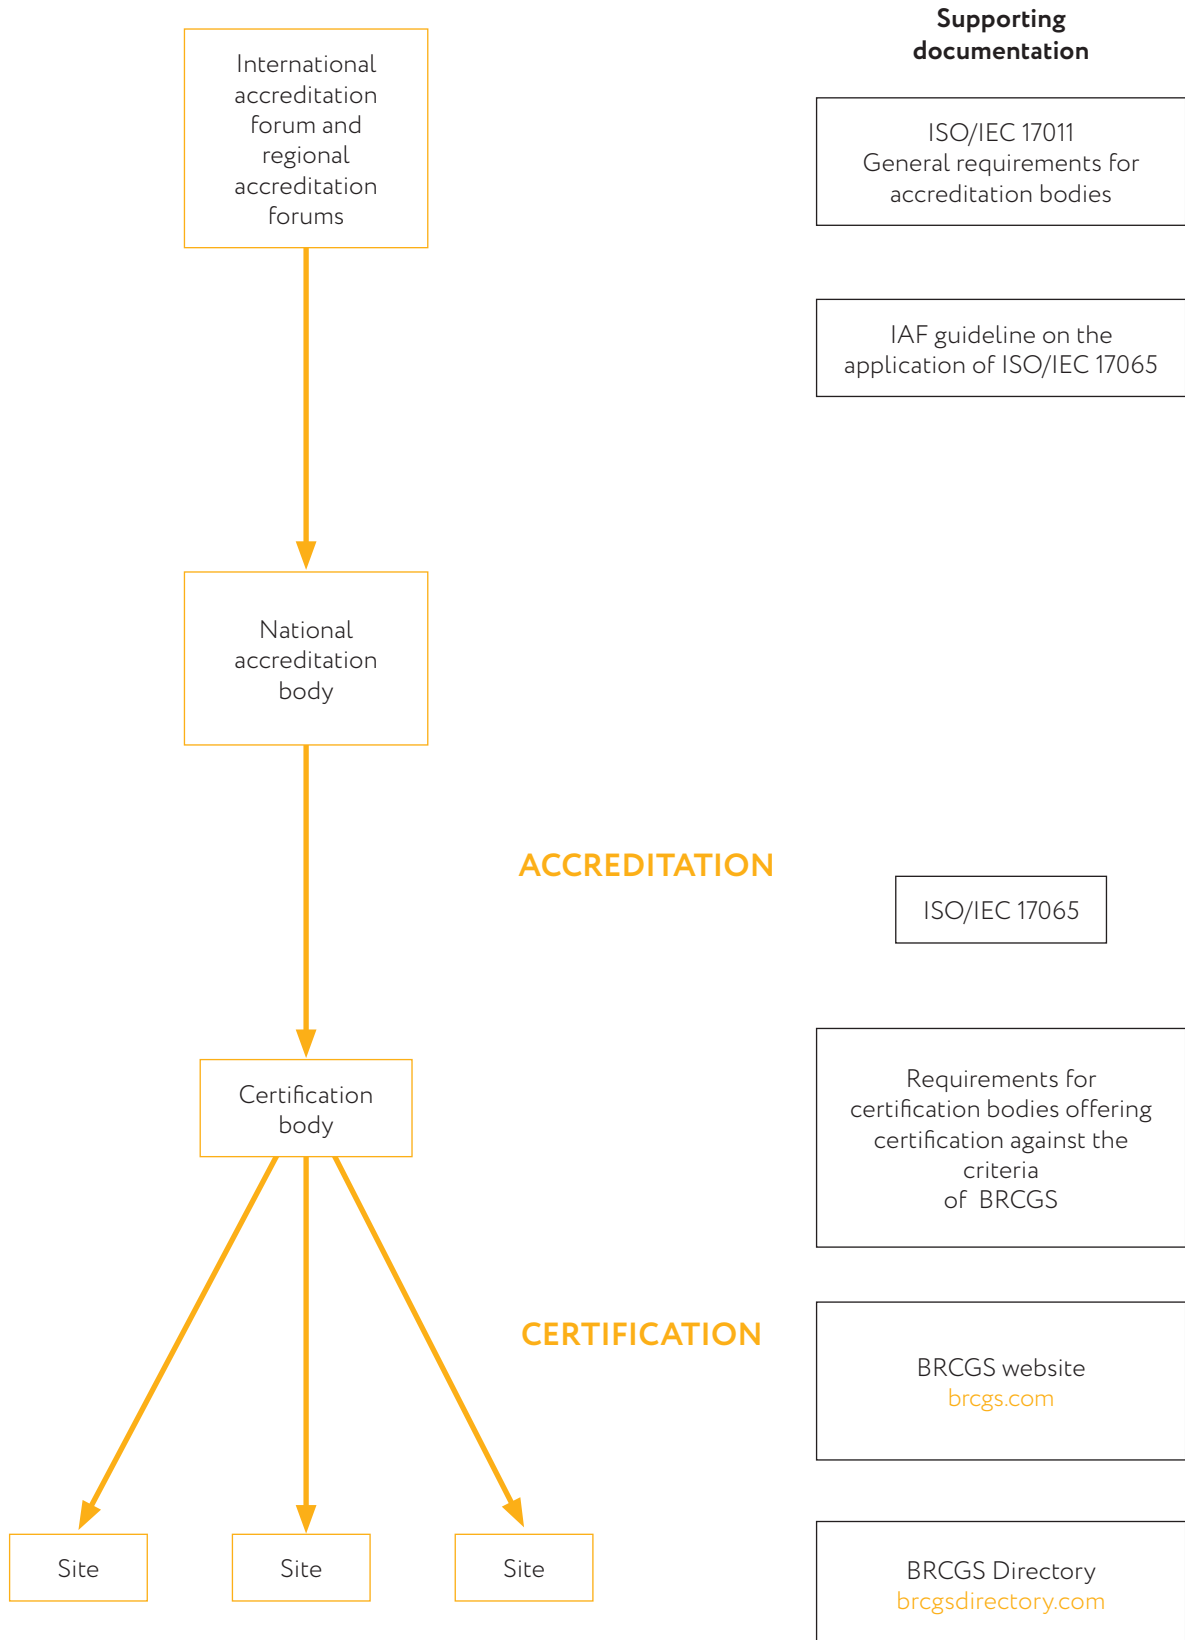 Supporting
documentation
International
accreditation
forum and
regional
accreditation
forums
ISO/IEC 17011
General requirements for
accreditation bodies
IAF guideline on the
application of ISO/IEC 17065
National
accreditation
body
ACCREDITATION
ISO/IEC 17065
Certification
body
Requirements for
certification bodies offering
certification against the
criteria
of BRCGS
CERTIFICATION
BRCGS website
brcgs.com
Site
Site
Site
BRCGS Directory
brcgsdirectory.com